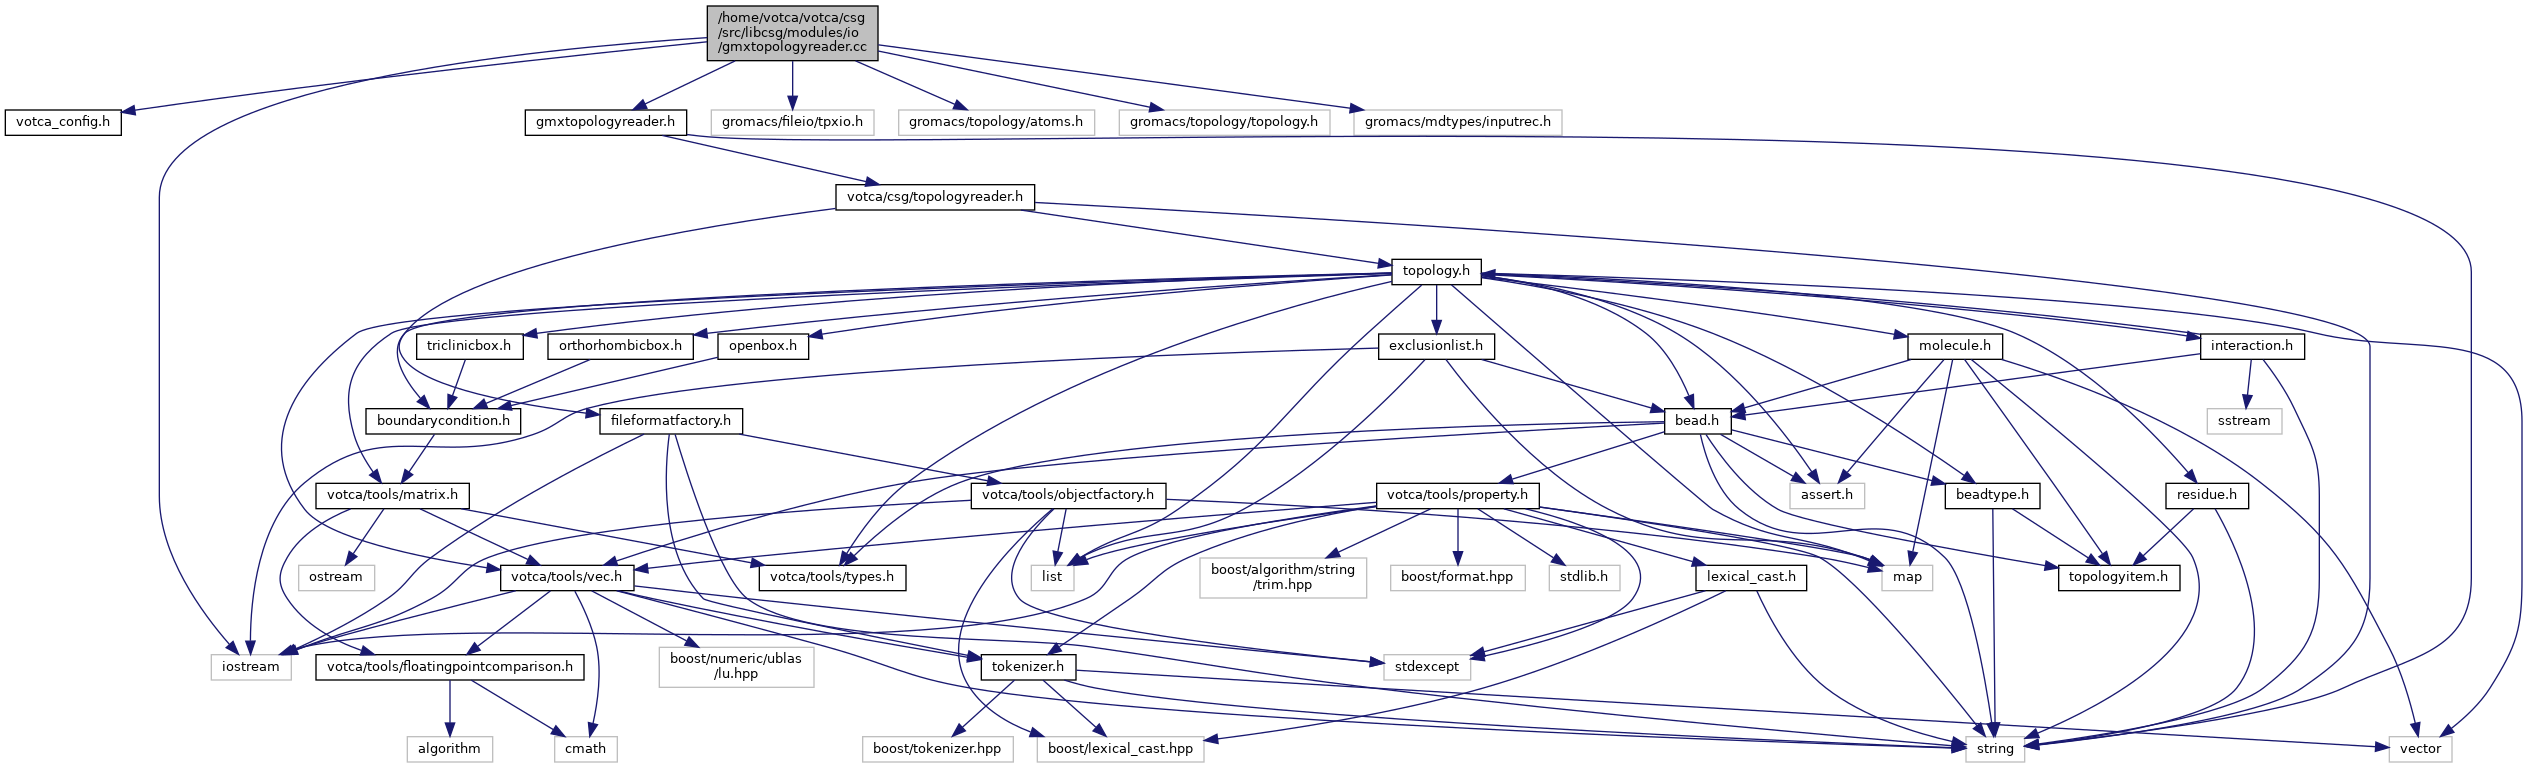 /home/votca/votca/csg
/src/libcsg/modules/io
/gmxtopologyreader.cc
votca_config.h
gmxtopologyreader.h
gromacs/fileio/tpxio.h
gromacs/topology/atoms.h
gromacs/topology/topology.h
gromacs/mdtypes/inputrec.h
votca/csg/topologyreader.h
topology.h
triclinicbox.h
orthorhombicbox.h
openbox.h
exclusionlist.h
molecule.h
interaction.h
boundarycondition.h
fileformatfactory.h
bead.h
sstream
votca/tools/matrix.h
votca/tools/objectfactory.h
votca/tools/property.h
assert.h
beadtype.h
residue.h
ostream
votca/tools/vec.h
votca/tools/types.h
list
boost/algorithm/string
/trim.hpp
boost/format.hpp
stdlib.h
lexical_cast.h
map
topologyitem.h
iostream
votca/tools/floatingpointcomparison.h
boost/numeric/ublas
/lu.hpp
tokenizer.h
stdexcept
algorithm
cmath
boost/tokenizer.hpp
boost/lexical_cast.hpp
string
vector